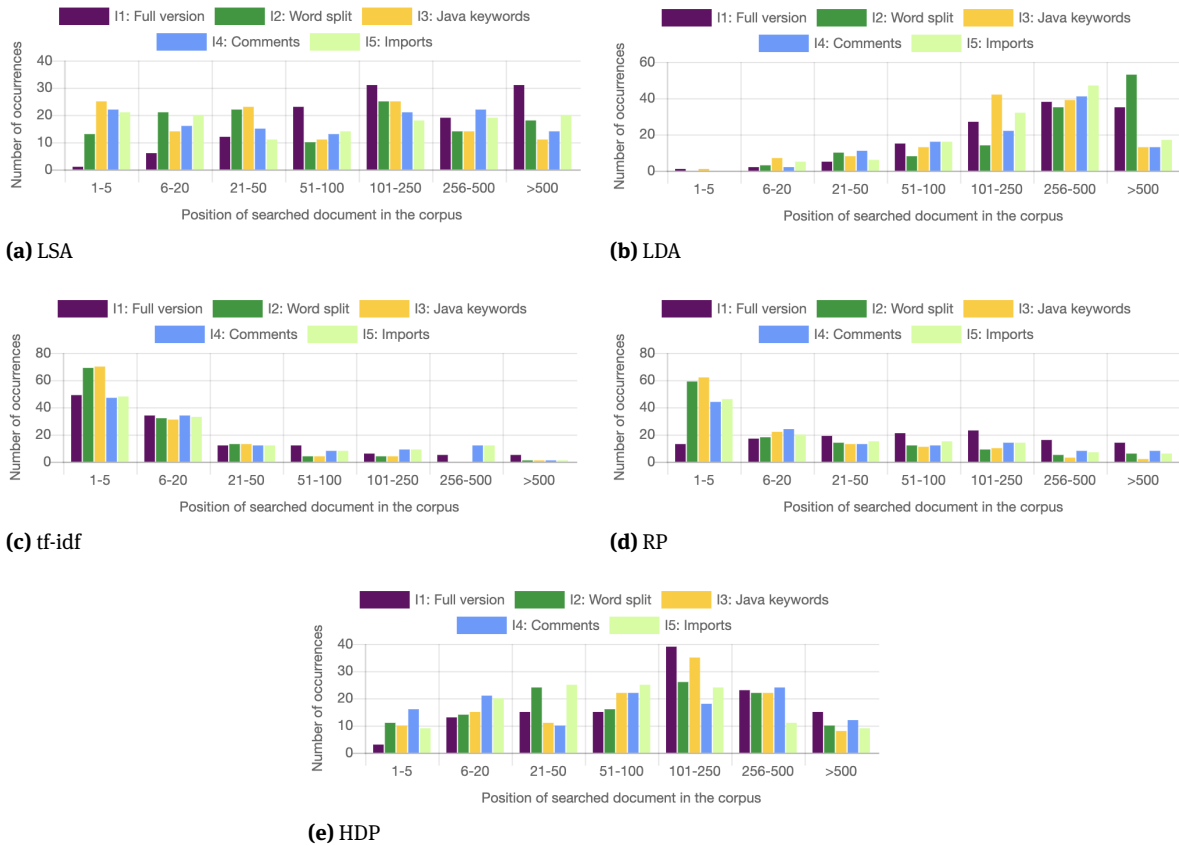 I1: Full version I2: Word split I3: Java keywords
I4: Comments I5: Imports
Number of occurrences
40
30
20
10
0
1-5 6-20 21-50 51-100 101-250 256-500 >500
Position of searched document in the corpus
(a) LSA
I1: Full version I2: Word split I3: Java keywords
I4: Comments I5: Imports
Number of occurrences
60
40
20
0
1-5 6-20 21-50 51-100 101-250 256-500 >500
Position of searched document in the corpus
(b) LDA
I1: Full version I2: Word split I3: Java keywords
I4: Comments I5: Imports
Number of occurrences
80
60
40
20
0
1-5 6-20 21-50 51-100 101-250 256-500 >500
Position of searched document in the corpus
(c) tf-idf
I1: Full version I2: Word split I3: Java keywords
I4: Comments I5: Imports
Number of occurrences
80
60
40
20
0
1-5 6-20 21-50 51-100 101-250 256-500 >500
Position of searched document in the corpus
(d) RP
I1: Full version I2: Word split I3: Java keywords
I4: Comments I5: Imports
Number of occurrences
40
30
20
10
0
1-5 6-20 21-50 51-100 101-250 256-500 >500
Position of searched document in the corpus
(e) HDP